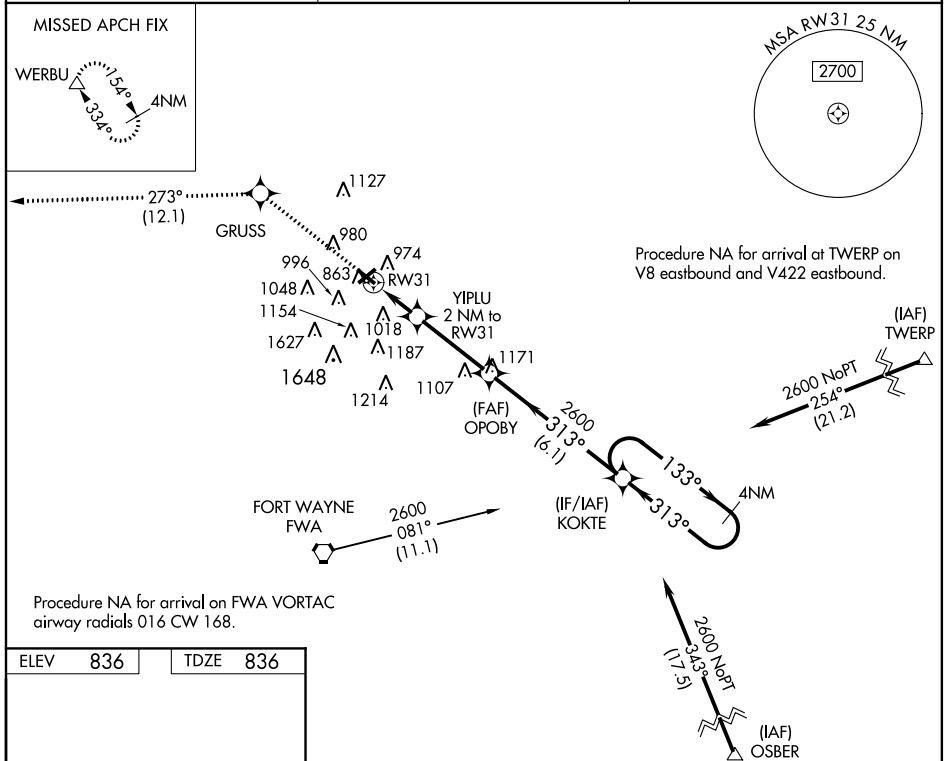 MISSED APCH FIX
WERBU
154°
4NM
334°
MSA RW31 25 NM
2700
1127
273°
(12.1)
GRUSS
980
974
996
863
RW31
1048
YIPLU
2 NM to
RW31
1154
1018
1627
1187
1648
1171
1107
1214
(FAF)
OPOBY
2600
313°
(6.1)
Procedure NA for arrival at TWERP on
V8 eastbound and V422 eastbound.
(IAF)
TWERP
2600 NoPT
254°
(21.2)
133°
4NM
313°
(IF/IAF)
KOKTE
FORT WAYNE
FWA
2600
081°
(11.1)
Procedure NA for arrival on FWA VORTAC
airway radials 016 CW 168.
2600 NoPT
343°
(17.5)
(IAF)
OSBER
ELEV 836
TDZE 836